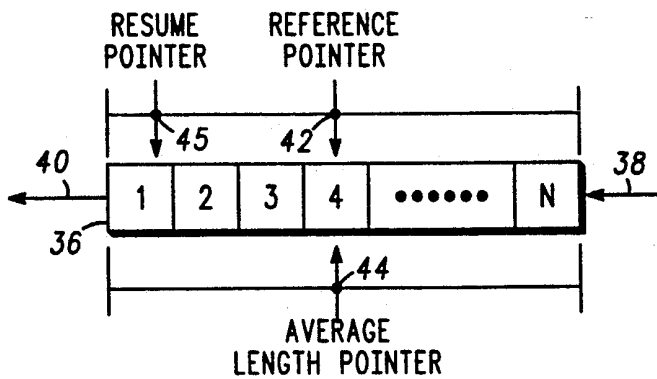 RESUME POINTER
REFERENCE POINTER
45
42
40
38
1 2 3 4 •••••• N
36
44
AVERAGE
LENGTH POINTER